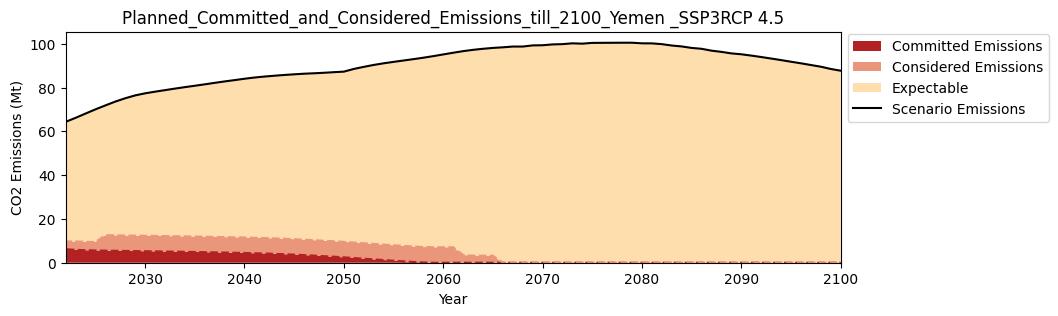 Planned_Committed_and_Considered_Emissions_till_2100_Yemen _SSP3RCP 4.5
CO2 Emissions (Mt)
100
80
60
40
20
0
2030 2040 2050 2060 2070 2080 2090 2100
Year
Committed Emissions
Considered Emissions
Expectable
Scenario Emissions